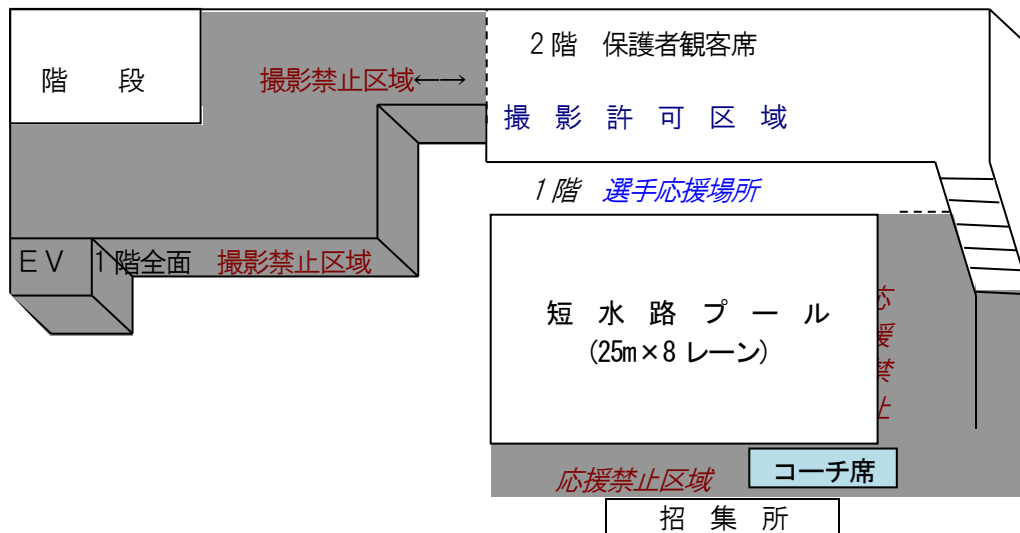 2階 保護者観客席
階 段
撮影禁止区域←→
撮 影 許 可 区 域
1階 選手応援場所
EV
1階全面 撮影禁止区域
短 水 路 プ ー ル
(25m×8 レーン)
応援禁止
応援禁止区域
コーチ席
招 集 所